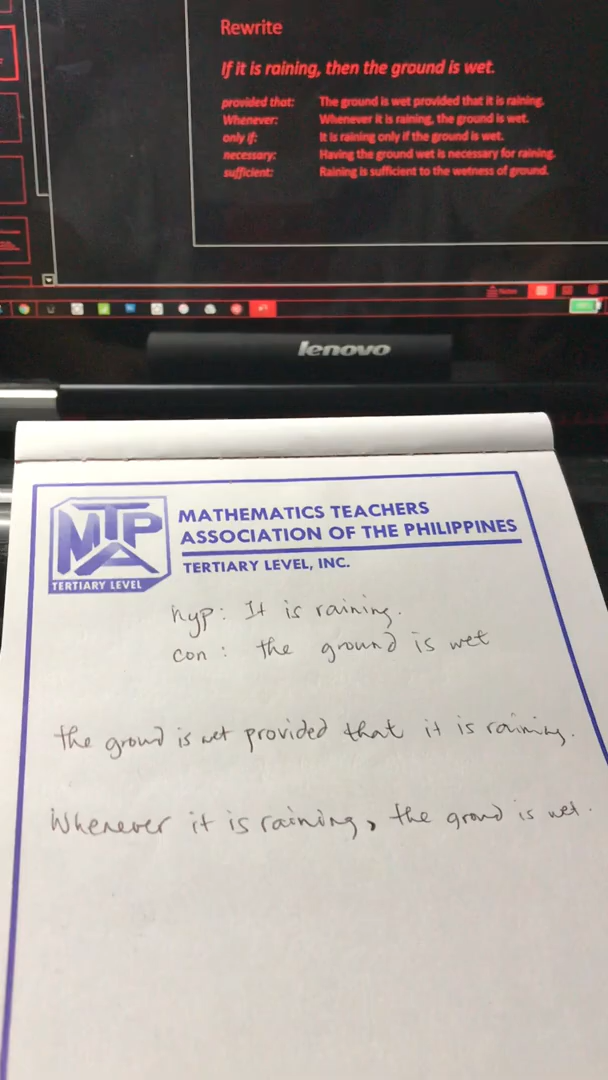 Rewrite
If it is raining, then the ground is wet.
provided that: The ground is wet provided that it is raining.
Whenever: Whenever it is raining, the ground is wet.
only if: It is raining only if the ground is wet.
necessary: Having the ground wet is necessary for raining.
sufficient: Raining is sufficient to the wetness of ground.
Notes
lenovo
MTAP
TERTIARY LEVEL
MATHEMATICS TEACHERS
ASSOCIATION OF THE PHILIPPINES
TERTIARY LEVEL, INC.
hyp: It is raining.
con: the ground is wet
the ground is wet provided that it is raining.
Whenever it is raining, the ground is wet.